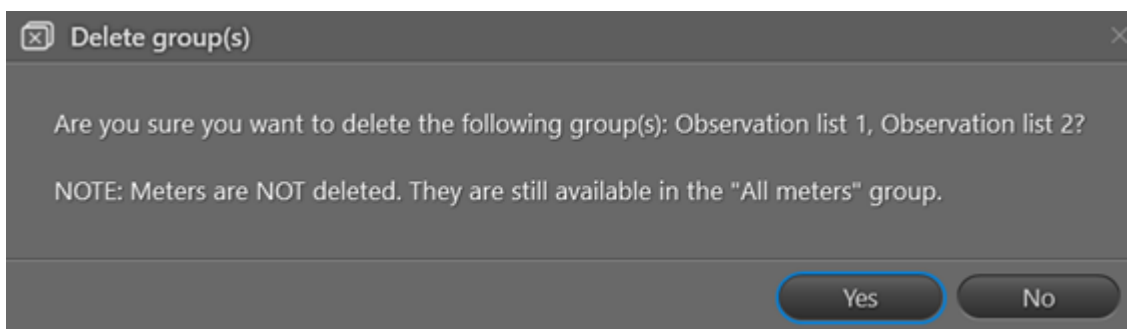 Delete group(s)
Are you sure you want to delete the following group(s): Observation list 1, Observation list 2?
NOTE: Meters are NOT deleted. They are still available in the "All meters" group.
Yes
No